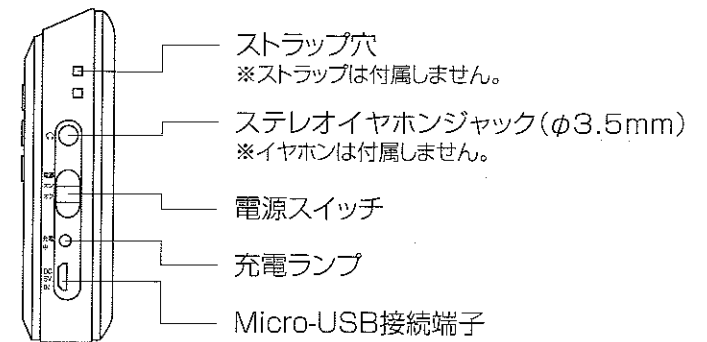 ストラップ穴
※ストラップは付属しません。
ステレオイヤホンジャック(φ3.5mm)
※イヤホンは付属しません。
電源スイッチ
充電ランプ
Micro-USB接続端子